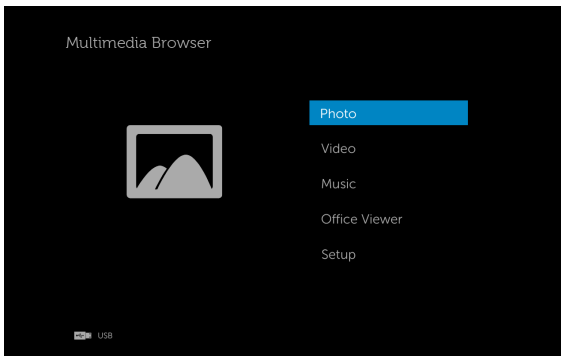 Multimedia Browser
Photo
Video
Music
Office Viewer
Setup
USB